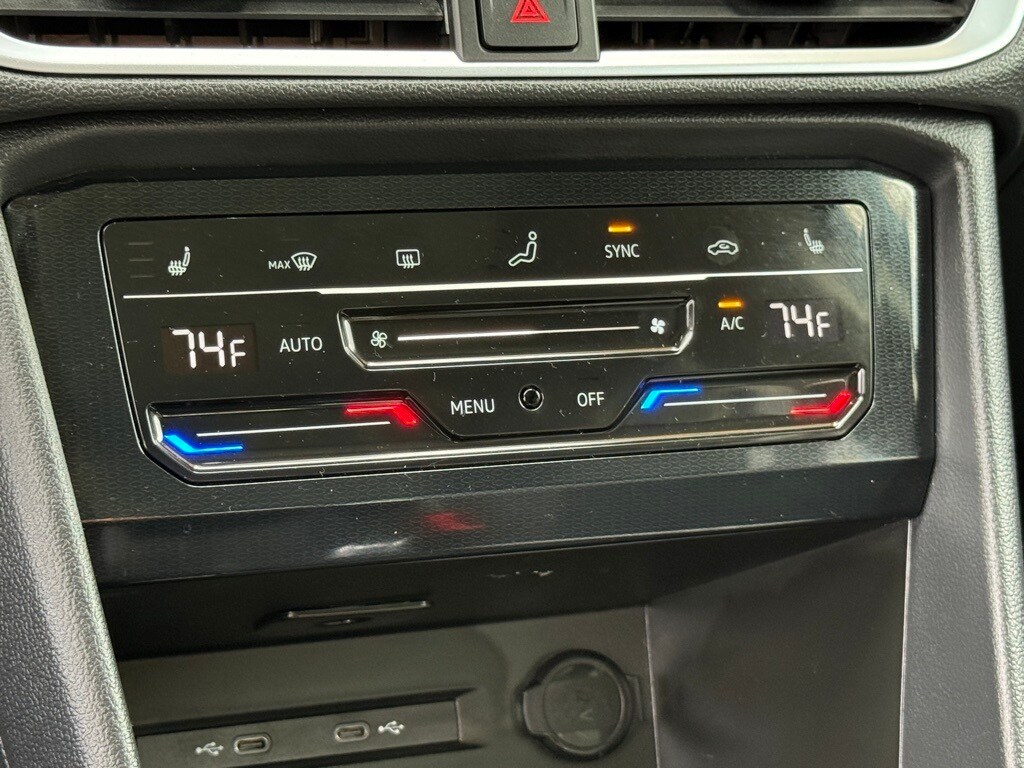 MAX
SYNC
74F AUTO A/C 74F
MENU OFF